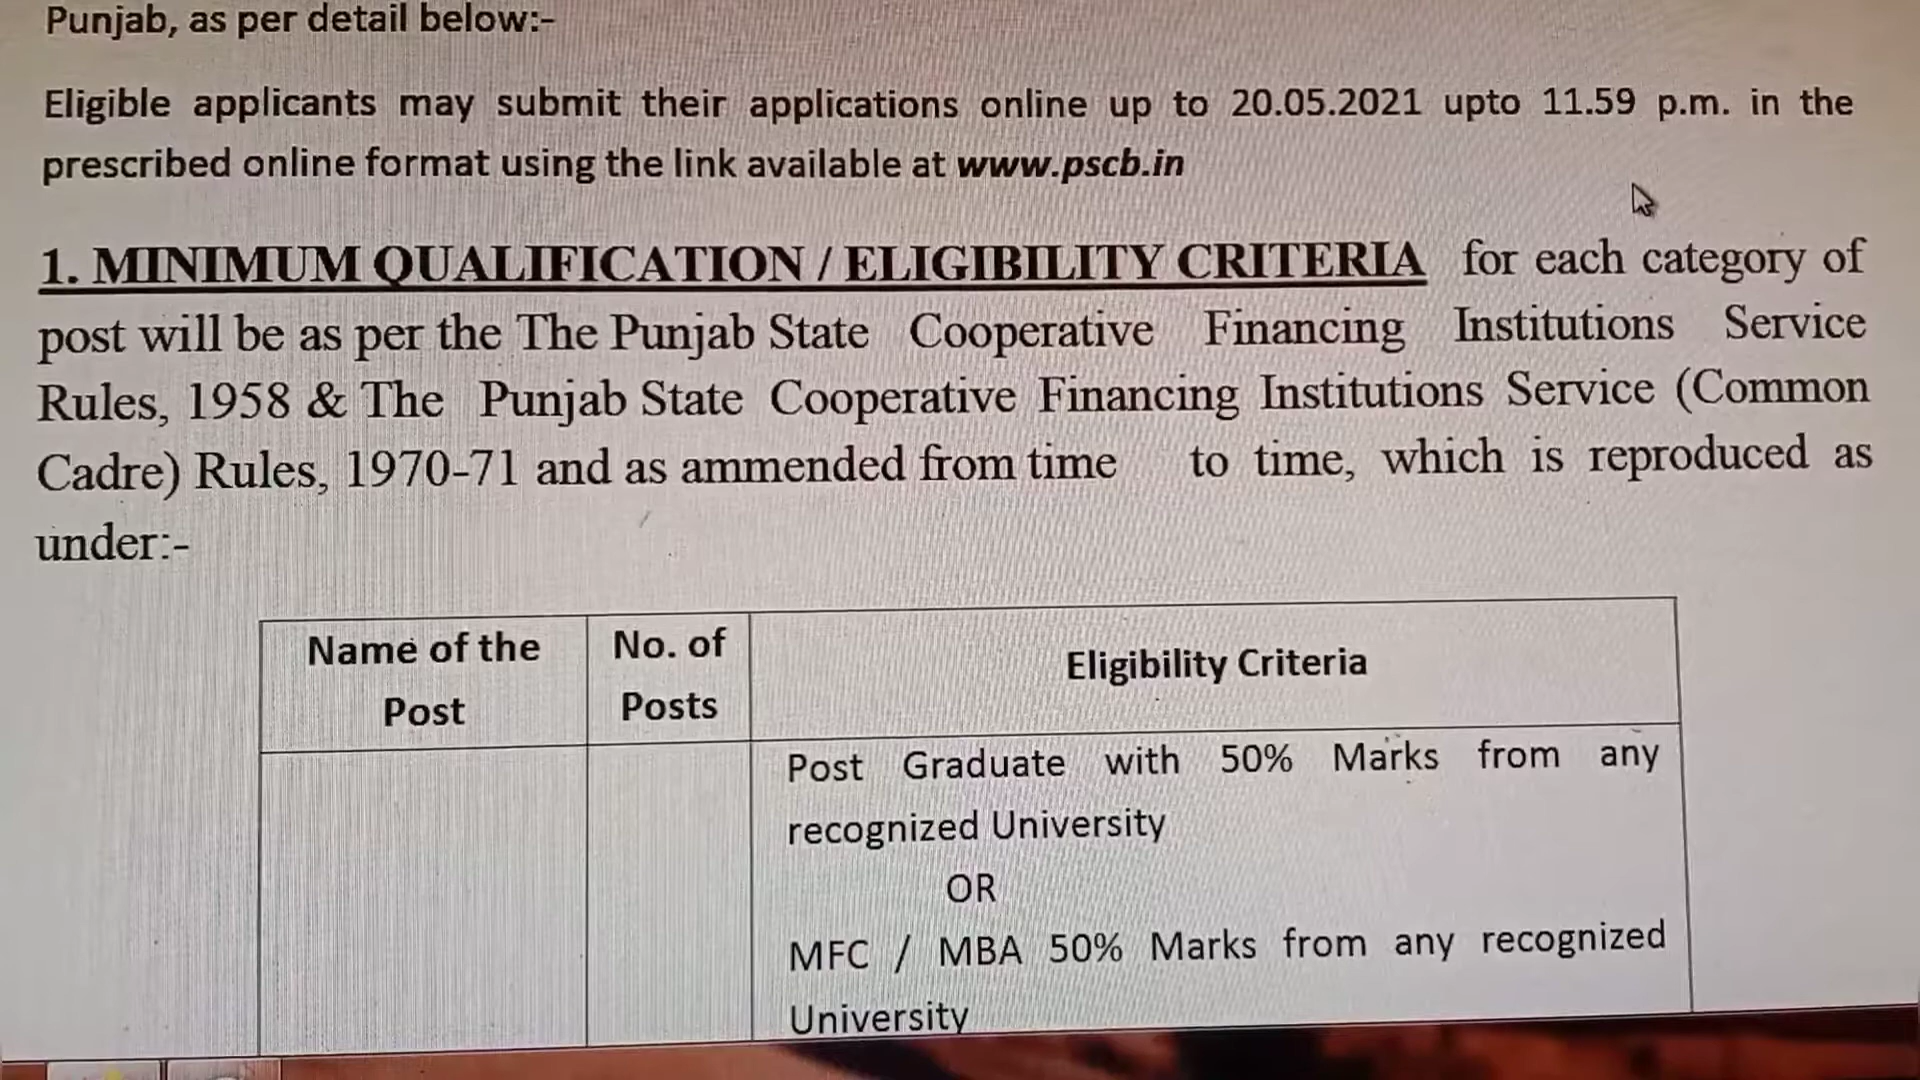 Punjab, as per detail below:-
Eligible applicants may submit their applications online up to 20.05.2021 upto 11.59 p.m. in the
prescribed online format using the link available at www.pscb.in
1. MINIMUM QUALIFICATION / ELIGIBILITY CRITERIA for each category of
post will be as per the The Punjab State Cooperative Financing Institutions Service
Rules, 1958 & The Punjab State Cooperative Financing Institutions Service (Common
Cadre) Rules, 1970-71 and as ammended from time to time, which is reproduced as
under:-
Name of the
Post
No. of
Posts
Eligibility Criteria
Post Graduate with 50% Marks from any
recognized University
OR
MFC / MBA 50% Marks from any recognized
University